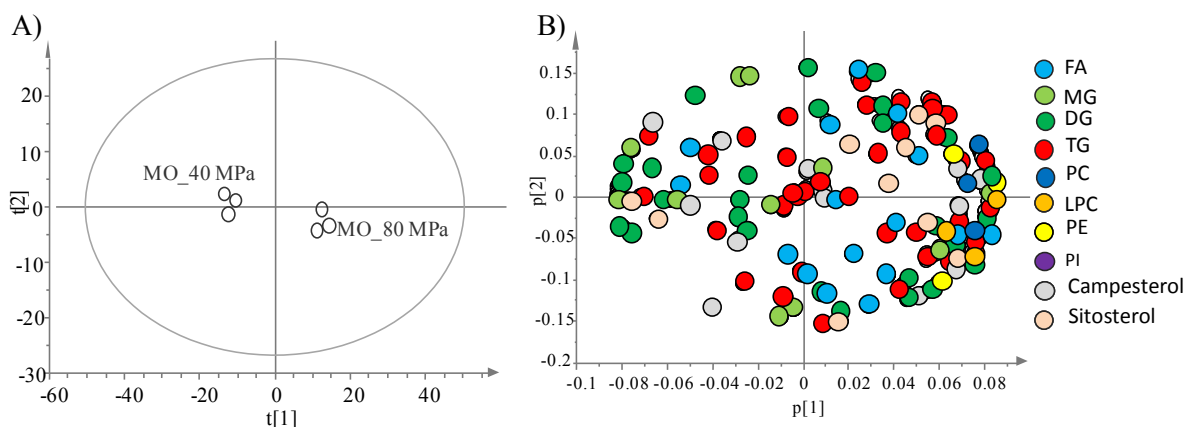 A)
t[2]
20
10
0
-10
-20
-30
MO_40 MPa
MO_80 MPa
-60 -40 -20 0 20 40
t[1]
B)
p[2]
0.15
0.1
0.05
0
-0.05
-0.1
-0.15
-0.2
-0.1 -0.08 -0.06 -0.04 -0.02 0 0.02 0.04 0.06 0.08
p[1]
FA
MG
DG
TG
PC
LPC
PE
PI
Campesterol
Sitosterol